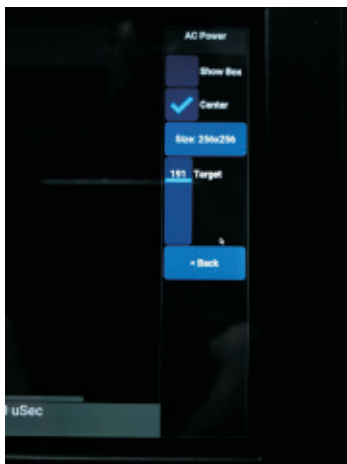 AC Power
Show Box
Center
Size: 256x256
191 Target
< Back
uSec